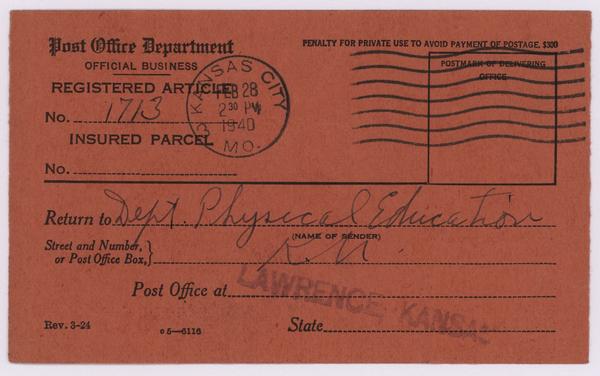 Post Office Department
OFFICIAL BUSINESS
REGISTERED ARTICLE
No. 1713
INSURED PARCEL
No.
KANSAS CITY
FEB 28
2 30 PM
1940
MO.
3
PENALTY FOR PRIVATE USE TO AVOID PAYMENT OF POSTAGE, $300
POSTMARK OF DELIVERING
OFFICE
Return to Dept. Physical Education
(NAME OF SENDER)
Street and Number, } K.U.
or Post Office Box,
Post Office at LAWRENCE, KANSAS
Rev. 3-24
o 5—6116
State